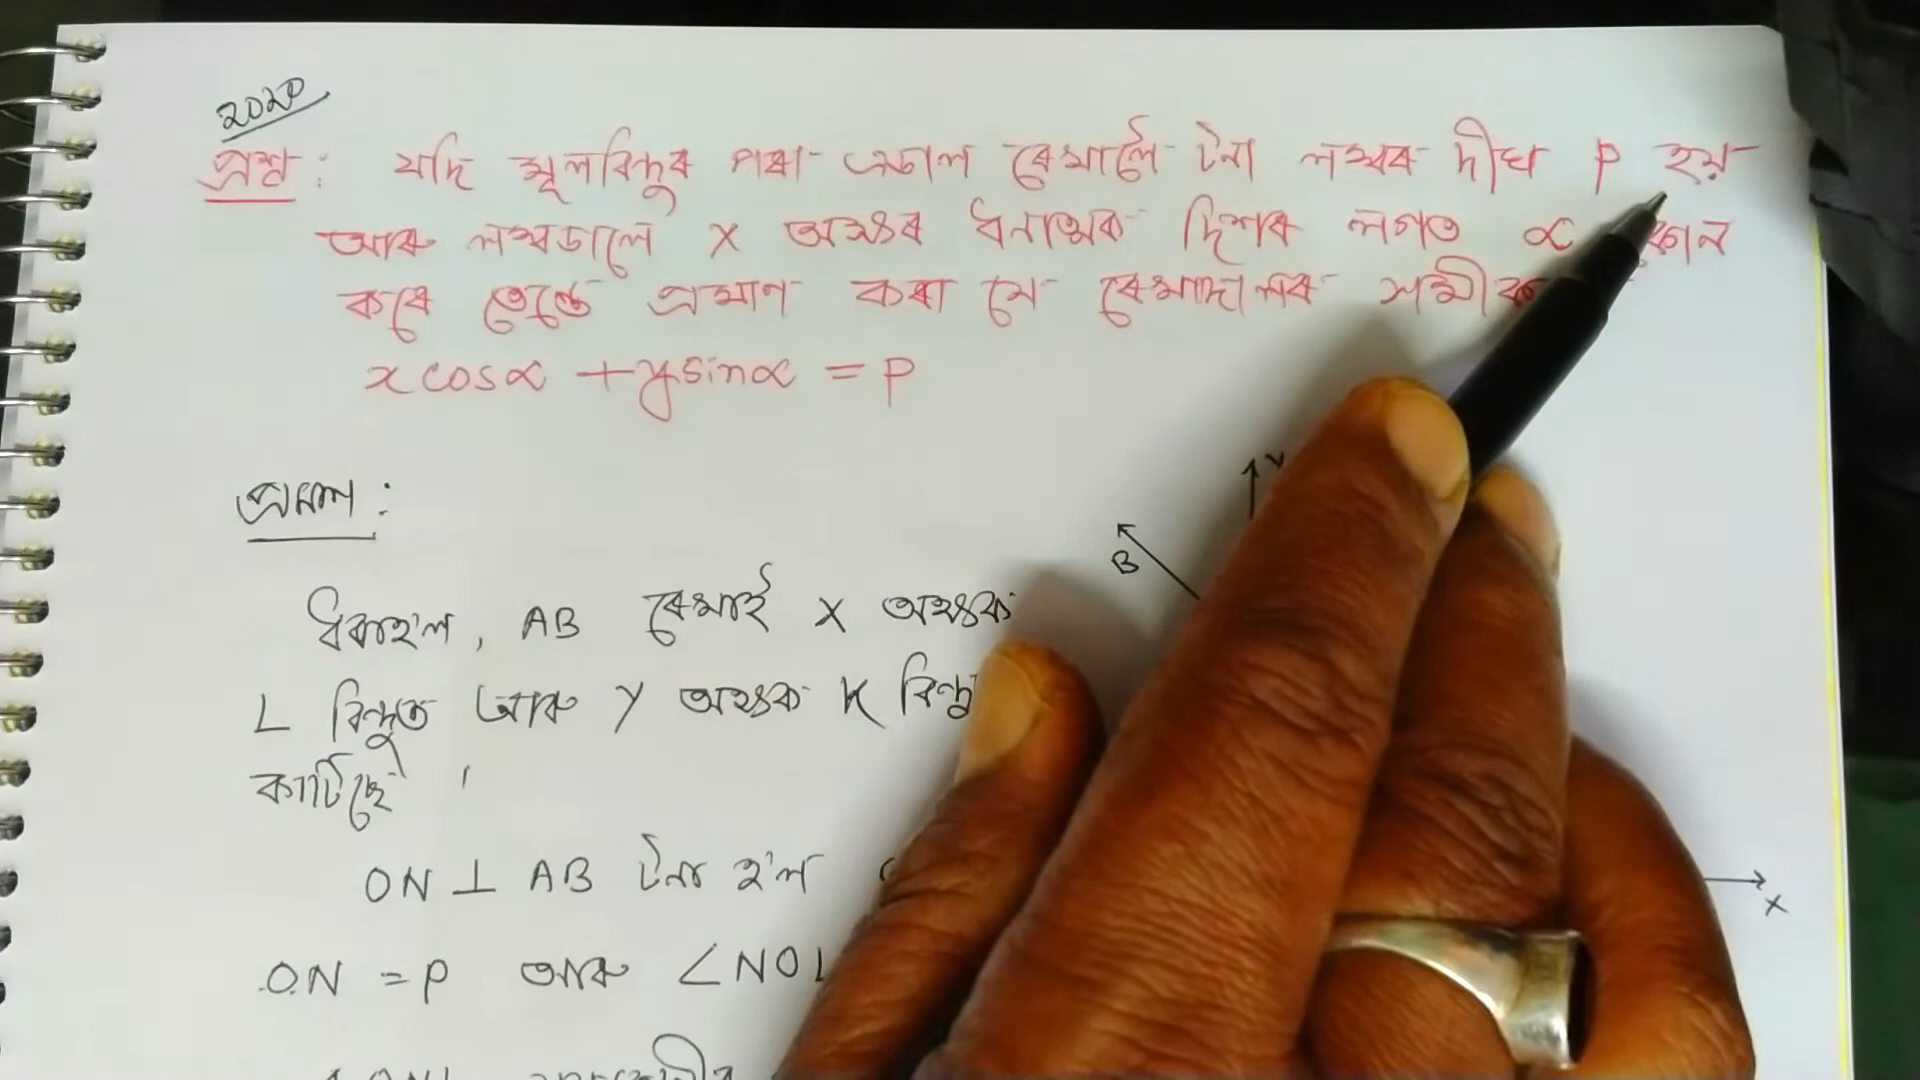 ২০২০
প্ৰশ্ন : যদি মূলবিন্দুৰ পৰা এডাল ৰেখালৈ টনা লম্বৰ দীঘ P হয়
আৰু লম্বডালে X অক্ষৰ ধনাত্মক দিশৰ লগত α কোন
কৰে তেন্তে প্ৰমাণ কৰা যে ৰেখাডালৰ
x cosα + y sinα = P
প্ৰমাণ :
Y
B
ধৰাহ'ল, AB ৰেখাই X অক্ষক
L বিন্দুত আৰু Y অক্ষক K বিন্দু
কাটিছে ।
ON ⊥ AB টনা হ'ল
X
ON = P আৰু ∠NOL